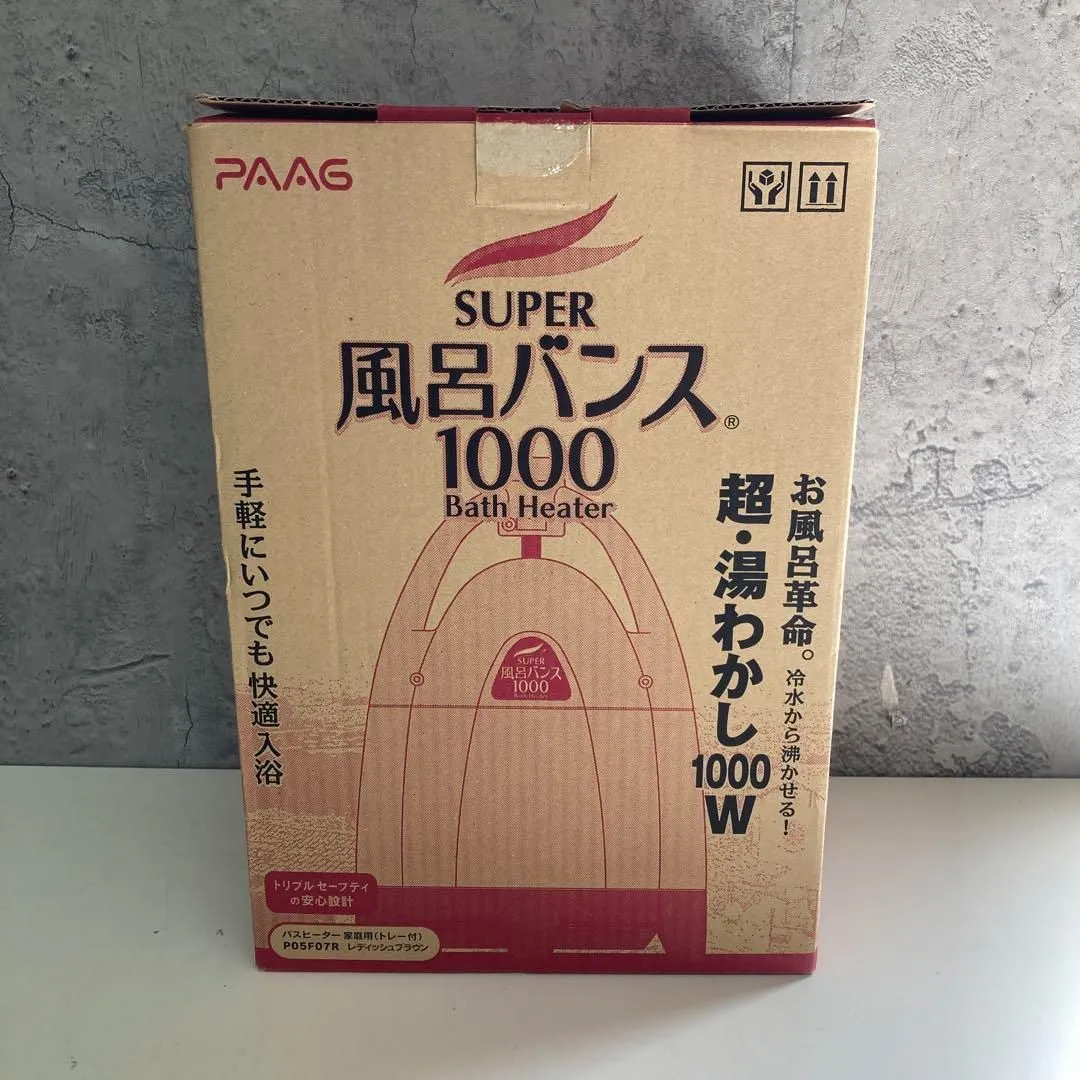 PAAG
SUPER
風呂バンス®
1000
Bath Heater
お風呂革命。冷水から沸かせる!
超・湯わかし
1000
W
手軽にいつでも快適入浴
SUPER
風呂バンス
1000
Bath Heater
トリプル セーフティ
の安心設計
バスヒーター 家庭用(トレー付)
P05F07R レディッシュブラウン